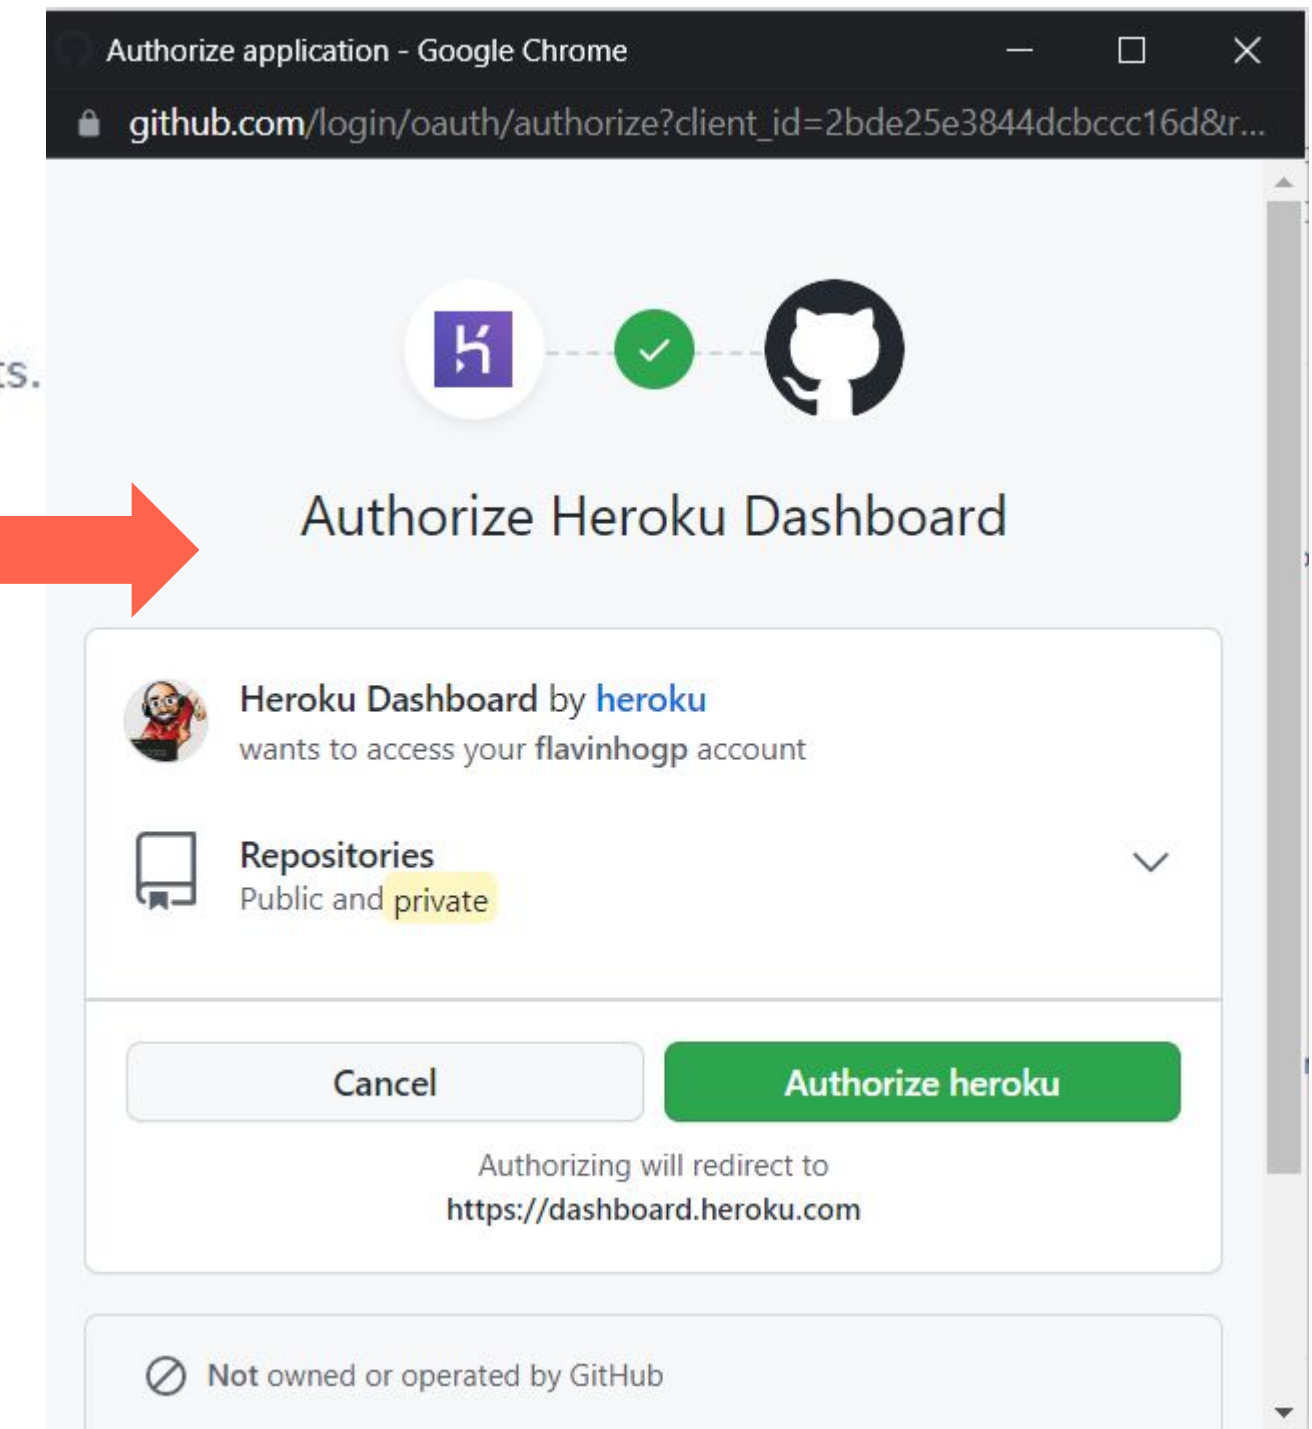 Authorize application - Google Chrome
github.com/login/oauth/authorize?client_id=2bde25e3844dcbccc16d&r...
ts.
Authorize Heroku Dashboard
Heroku Dashboard by heroku
wants to access your flavinhogp account
Repositories
Public and private
Cancel
Authorize heroku
Authorizing will redirect to
https://dashboard.heroku.com
Not owned or operated by GitHub